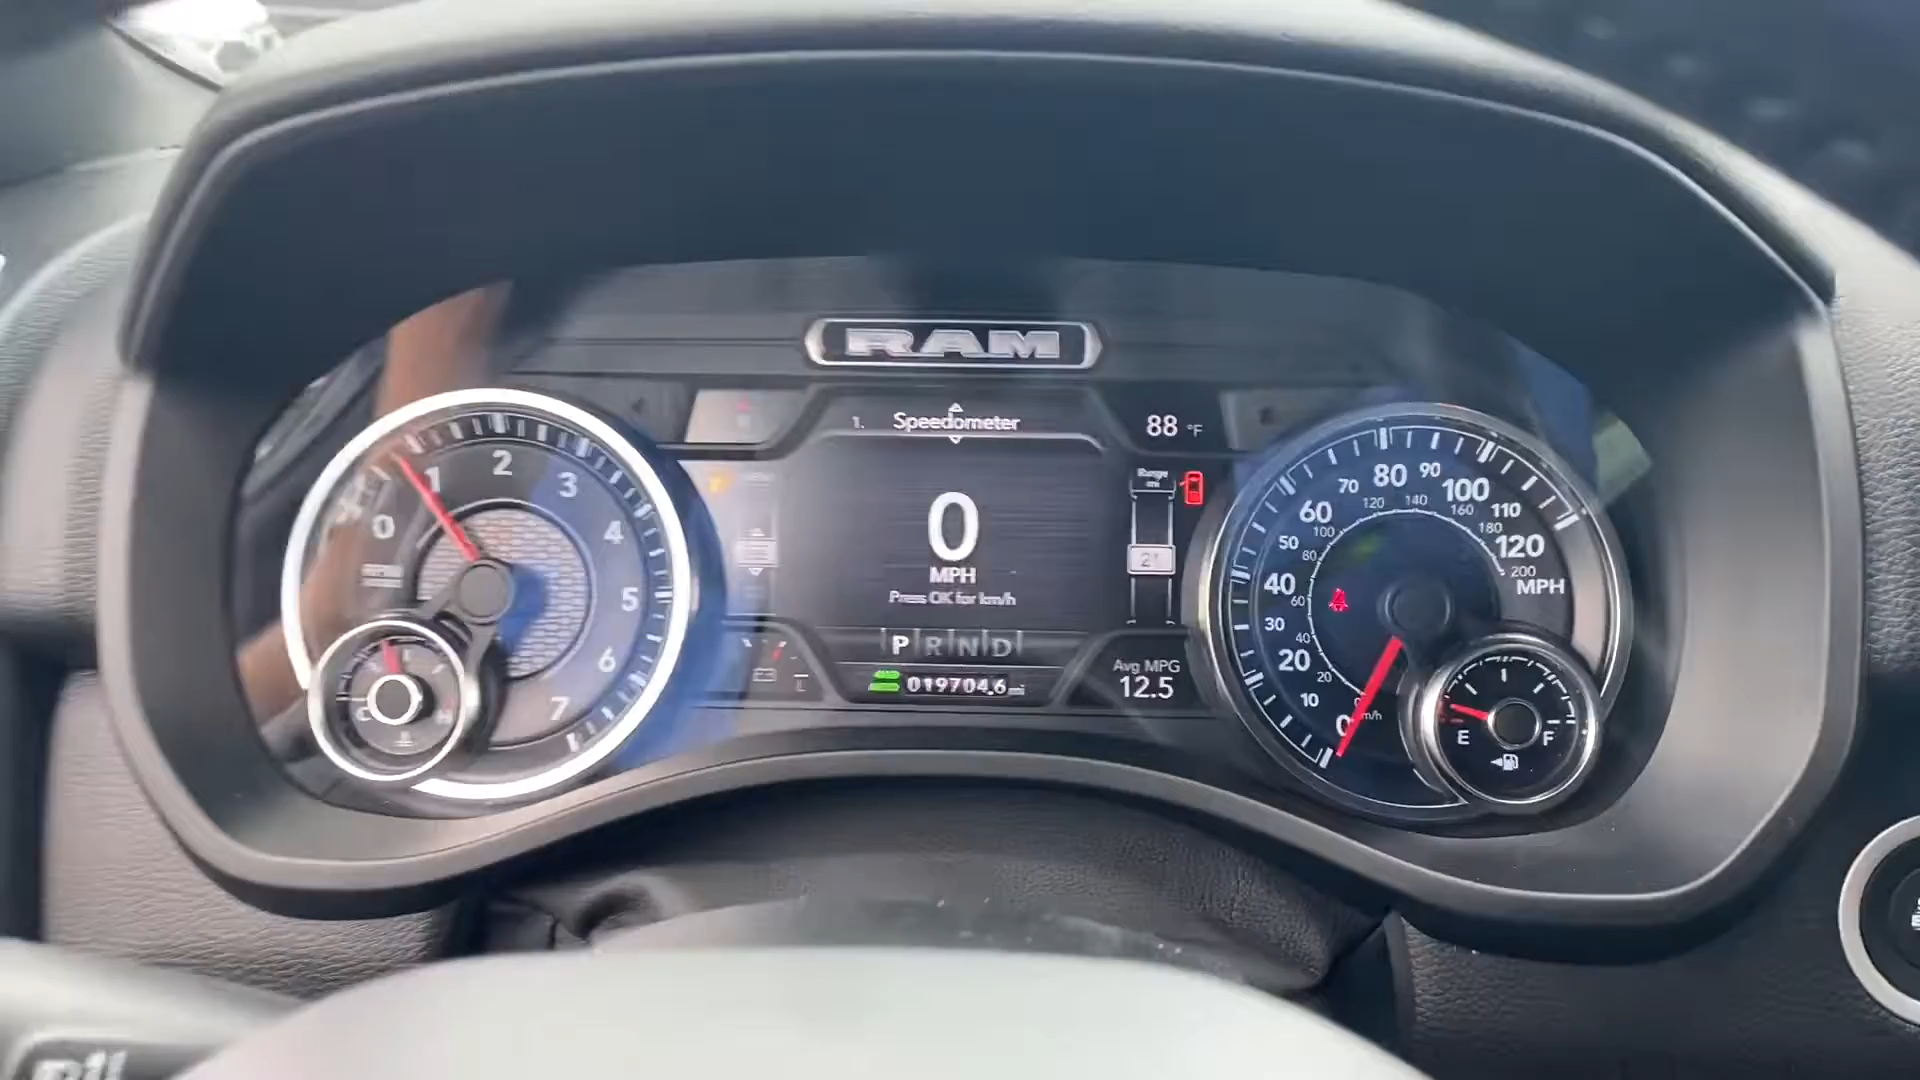 RAM
1. Speedometer
88 °F
0
MPH
Press OK for km/h
P R N D
019704.6 mi
Range
mi
21
Avg MPG
12.5
0 1 2 3 4 5 6 7
C H
0 10 20 30 40 50 60 70 80 90 100 110 120
MPH
20 40 60 80 100 120 140 160 180 200
km/h
E F